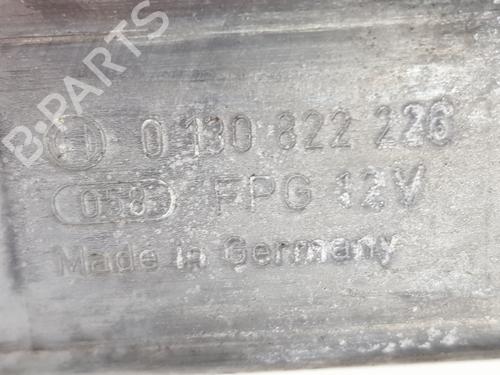 B-PARTS
0 130 822 226
058 FPG 12V
Made in Germany